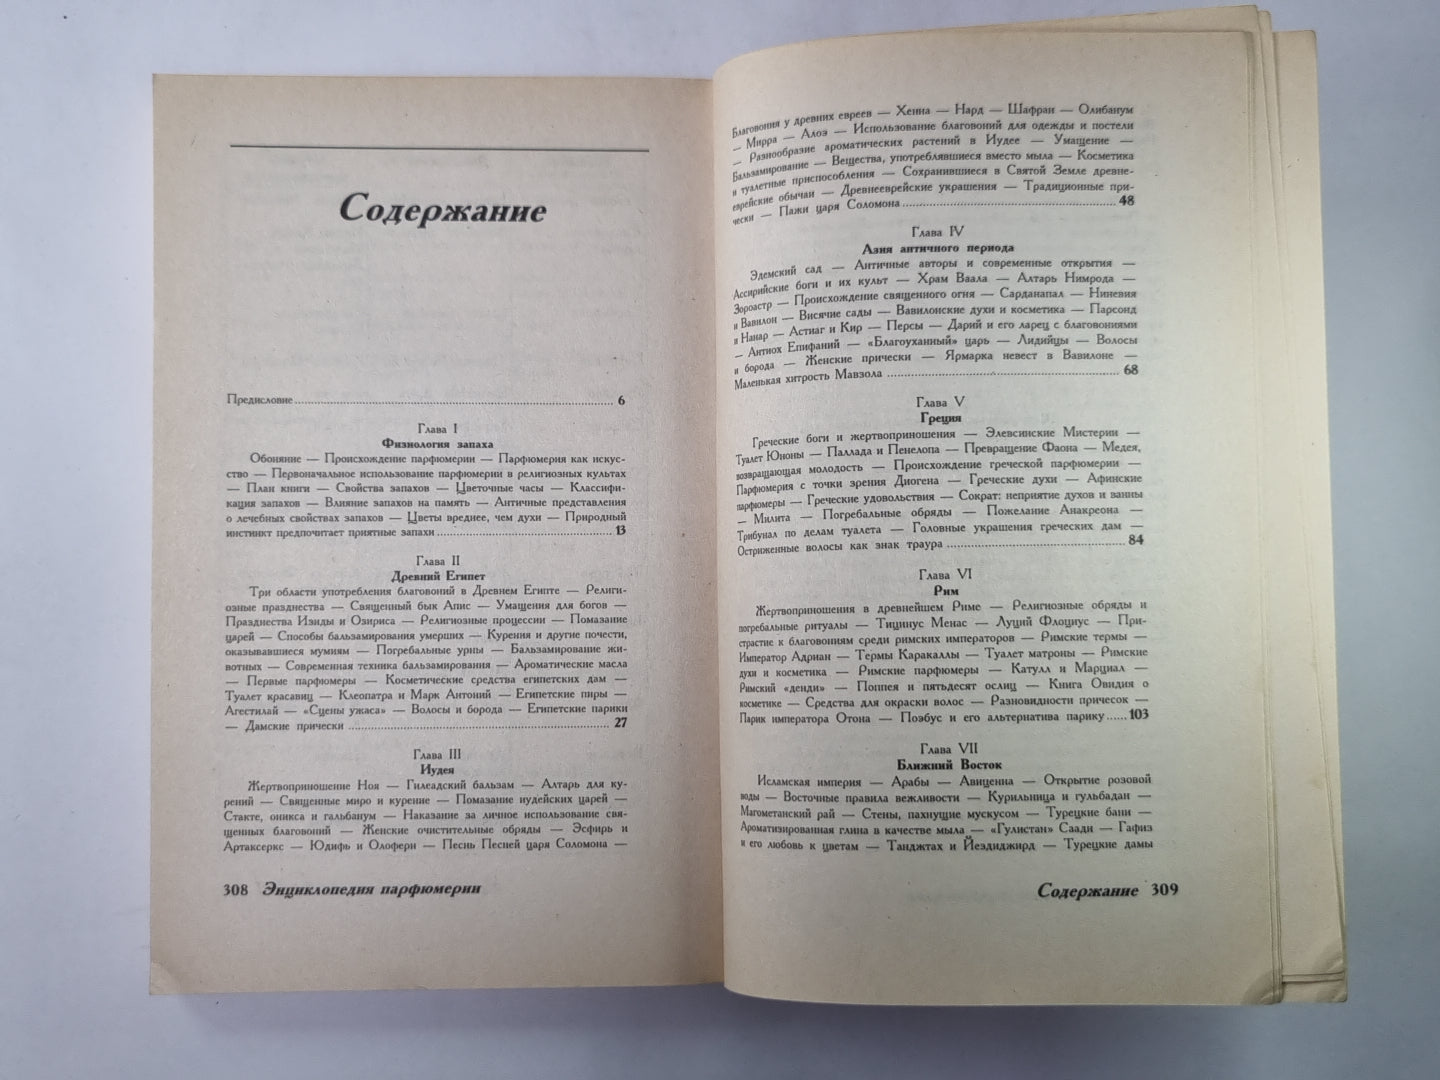 Содержание
Предисловие 6
Глава I
Физиология запаха
Обоняние — Происхождение парфюмерии — Парфюмерия как искус-
ство — Первоначальное использование парфюмерии в религиозных культах
— План книги — Свойства запахов — Цветочные часы — Классифи-
кация запахов — Влияние запахов на память — Античные представления
о лечебных свойствах запахов — Цветы вреднее, чем духи — Природный
инстинкт предпочитает приятные запахи 13
Глава II
Древний Египет
Три области употребления благовоний в Древнем Египте — Религи-
озные празднества — Священный бык Апис — Умащения для богов —
Празднества Изиды и Озириса — Религиозные процессии — Помазание
царей — Способы бальзамирования умерших — Курения и другие почести,
оказывавшиеся мумиям — Погребальные урны — Бальзамирование жи-
вотных — Современная техника бальзамирования — Ароматические масла
— Первые парфюмеры — Косметические средства египетских дам —
Туалет красавиц — Клеопатра и Марк Антоний — Египетские пиры —
Агестилай — «Сцены ужаса» — Волосы и борода — Египетские парики
— Дамские прически 27
Глава III
Иудея
Жертвоприношение Ноя — Гилеадский бальзам — Алтарь для ку-
рений — Священные миро и курение — Помазание иудейских царей —
Стакте, оникса и гальбанум — Наказание за личное использование свя-
щенных благовоний — Женские очистительные обряды — Эсфирь и
Артаксеркс — Юдифь и Олоферн — Песнь Песней царя Соломона —
308 Энциклопедия парфюмерии
Благовония у древних евреев — Хенна — Нард — Шафран — Олибанум
— Мирра — Алоэ — Использование благовоний для одежды и постели
— Разнообразие ароматических растений в Иудее — Умащение —
Бальзамирование — Вещества, употреблявшиеся вместо мыла — Косметика
и туалетные приспособления — Сохранившиеся в Святой Земле древне-
еврейские обычаи — Древнееврейские украшения — Традиционные при-
чески — Пажи царя Соломона 48
Глава IV
Азия античного периода
Эдемский сад — Античные авторы и современные открытия —
Ассирийские боги и их культ — Храм Ваала — Алтарь Нимрода —
Зороастр — Происхождение священного огня — Сарданапал — Ниневия
и Вавилон — Висячие сады — Вавилонские духи и косметика — Парсонд
и Нанар — Астиаг и Кир — Персы — Дарий и его ларец с благовониями
— Антиох Епифаний — «Благоуханный» царь — Лидийцы — Волосы
и борода — Женские прически — Ярмарка невест в Вавилоне —
Маленькая хитрость Мавзола 68
Глава V
Греция
Греческие боги и жертвоприношения — Элевсинские Мистерии —
Туалет Юноны — Паллада и Пенелопа — Превращение Фаона — Медея,
возвращающая молодость — Происхождение греческой парфюмерии —
Парфюмерия с точки зрения Диогена — Греческие духи — Афинские
парфюмеры — Греческие удовольствия — Сократ: неприятие духов и ванны
— Милита — Погребальные обряды — Пожелание Анакреона —
Трибунал по делам туалета — Головные украшения греческих дам —
Остриженные волосы как знак траура 84
Глава VI
Рим
Жертвоприношения в древнейшем Риме — Религиозные обряды и
погребальные ритуалы — Тицинус Менас — Луций Флоциус — При-
страстие к благовониям среди римских императоров — Римские термы —
Император Адриан — Термы Каракаллы — Туалет матроны — Римские
духи и косметика — Римские парфюмеры — Катулл и Марциал —
Римский «денди» — Поппея и пятьдесят ослиц — Книга Овидия о
косметике — Средства для окраски волос — Разновидности причесок —
Парик императора Отона — Поэбус и его альтернатива парику 103
Глава VII
Ближний Восток
Исламская империя — Арабы — Авиценна — Открытие розовой
воды — Восточные правила вежливости — Курильница и гульбадан —
Магометанский рай — Стены, пахнущие мускусом — Турецкие бани —
Ароматизированная глина в качестве мыла — «Гулистан» Саади — Гафиз
и его любовь к цветам — Танджтах и Йездиджирд — Турецкие дамы
Содержание 309